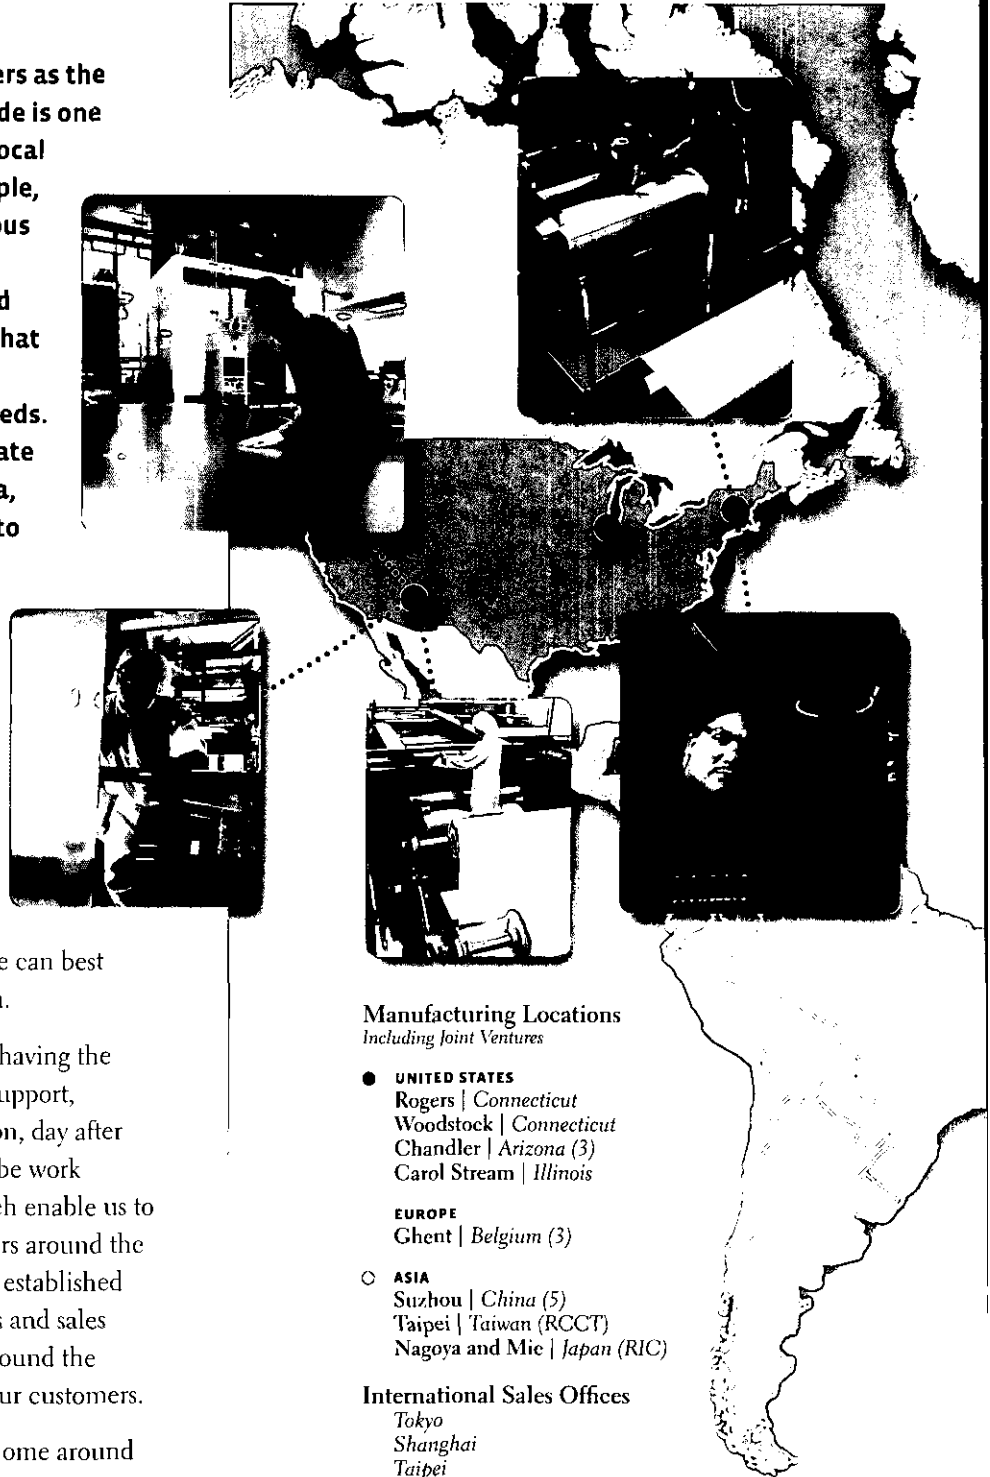 ers as the
de is one
ocal
ple,
ous
d
hat
eds.
ate
a,
to
e can best
a.
having the
upport,
on, day after
be work
ch enable us to
rs around the
established
s and sales
ound the
ur customers.
ome around
Manufacturing Locations
Including Joint Ventures
UNITED STATES
Rogers | Connecticut
Woodstock | Connecticut
Chandler | Arizona (3)
Carol Stream | Illinois
EUROPE
Ghent | Belgium (3)
ASIA
Suzhou | China (5)
Taipei | Taiwan (RCCT)
Nagoya and Mie | Japan (RIC)
International Sales Offices
Tokyo
Shanghai
Taipei